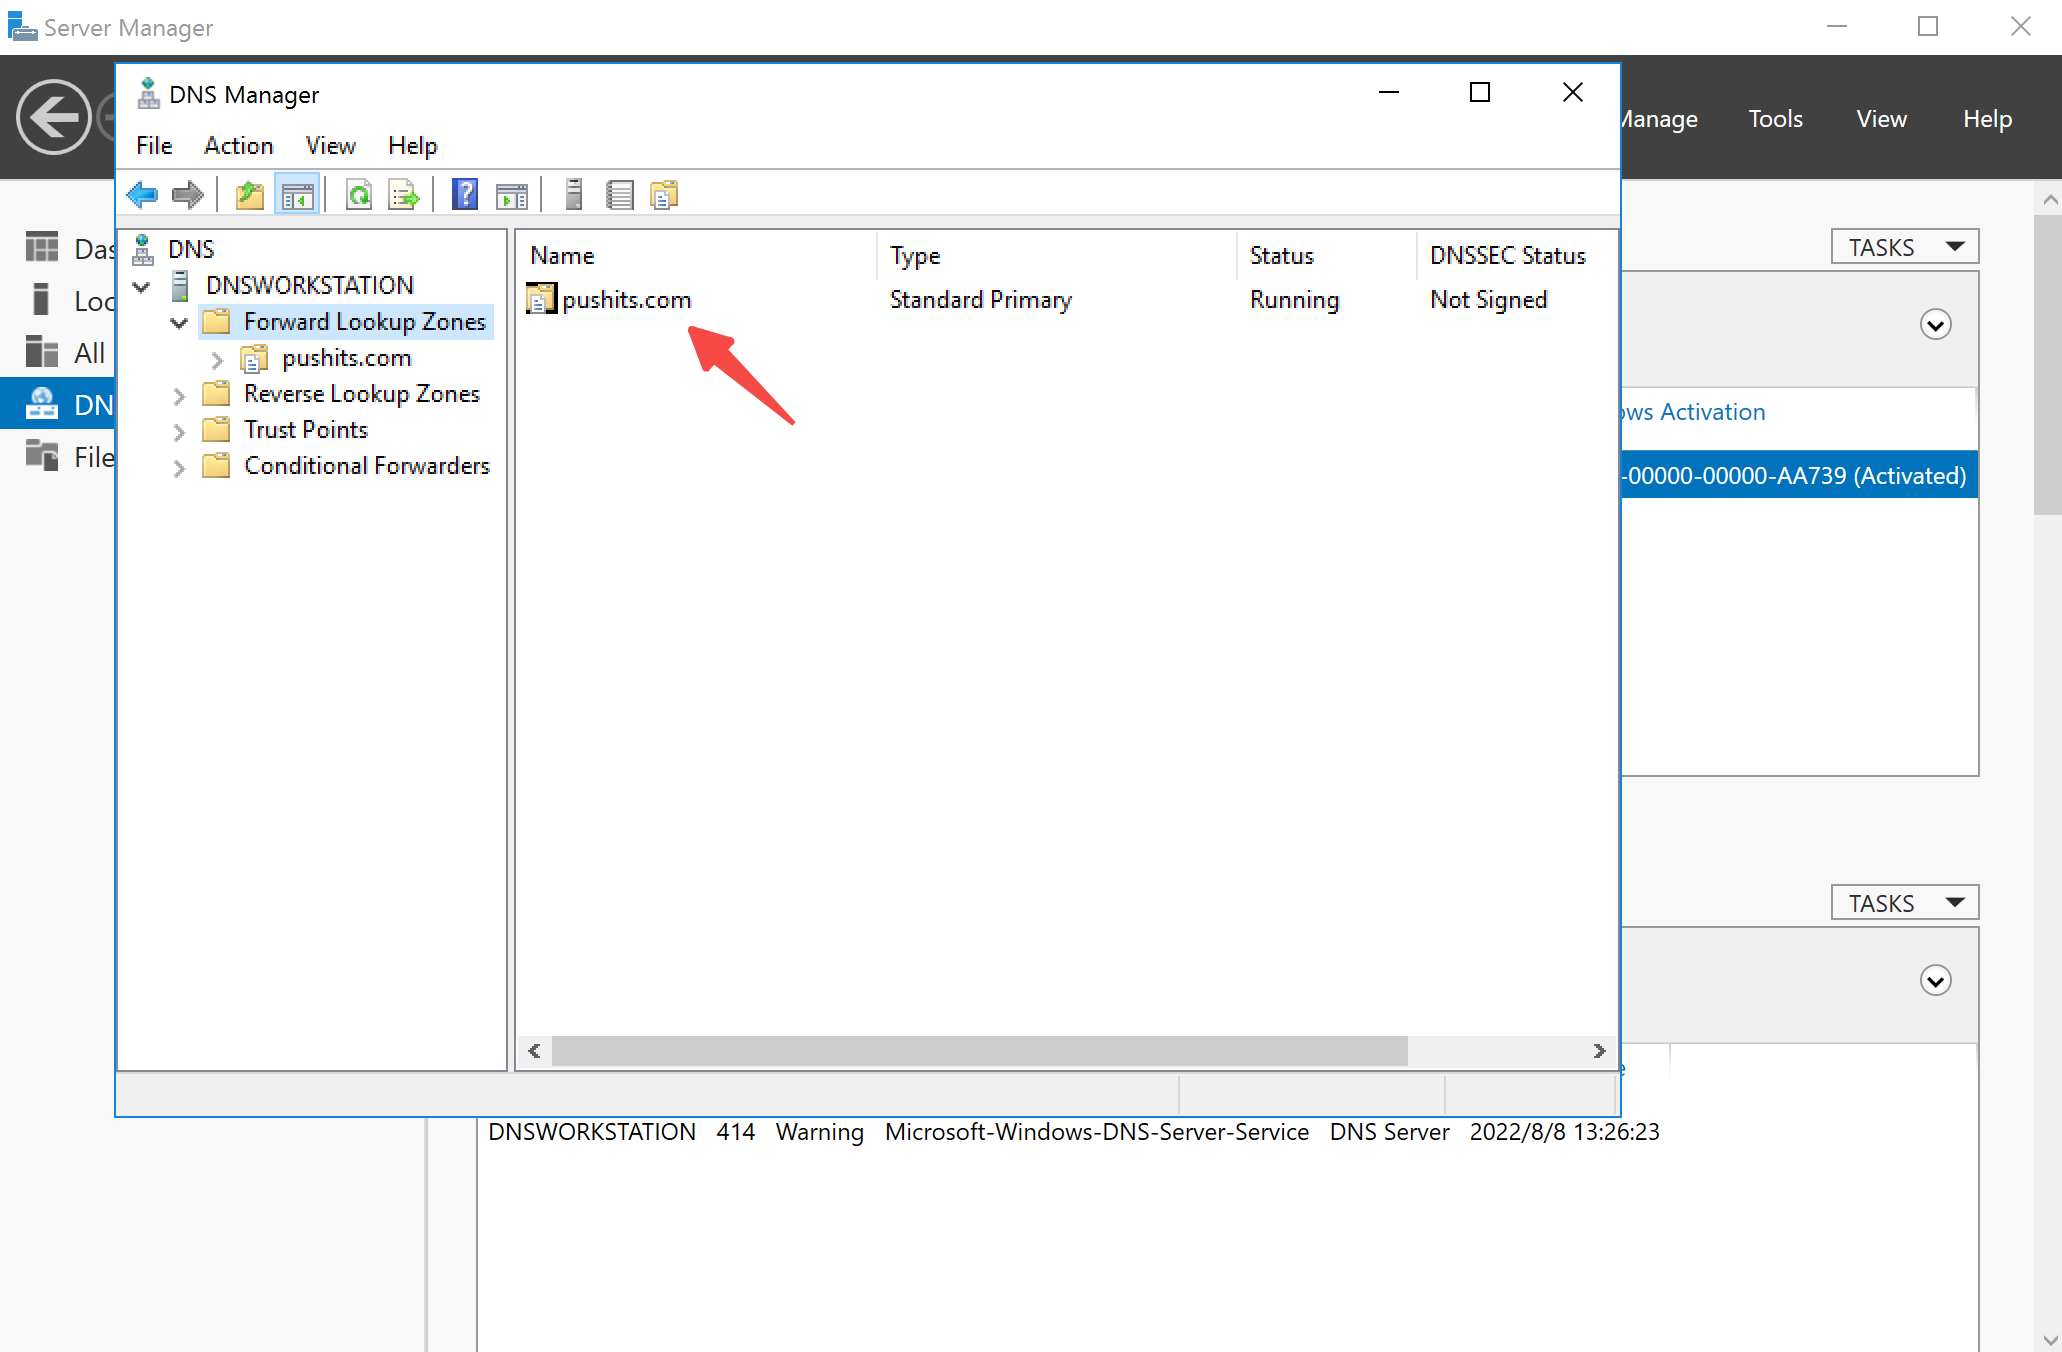 Server Manager
Manage Tools View Help
DNS Manager
File Action View Help
DNS
DNSWORKSTATION
Forward Lookup Zones
pushits.com
Reverse Lookup Zones
Trust Points
Conditional Forwarders
Name Type Status DNSSEC Status
pushits.com Standard Primary Running Not Signed
Das
Loc
All
DN
File
TASKS
ows Activation
-00000-00000-AA739 (Activated)
TASKS
e
DNSWORKSTATION 414 Warning Microsoft-Windows-DNS-Server-Service DNS Server 2022/8/8 13:26:23